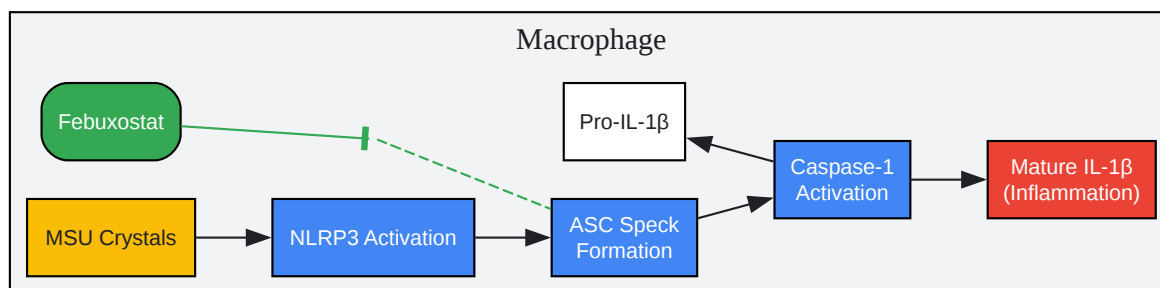 Macrophage
Febuxostat
Pro-IL-1β
Caspase-1
Activation
Mature IL-1β
(Inflammation)
MSU Crystals
NLRP3 Activation
ASC Speck
Formation